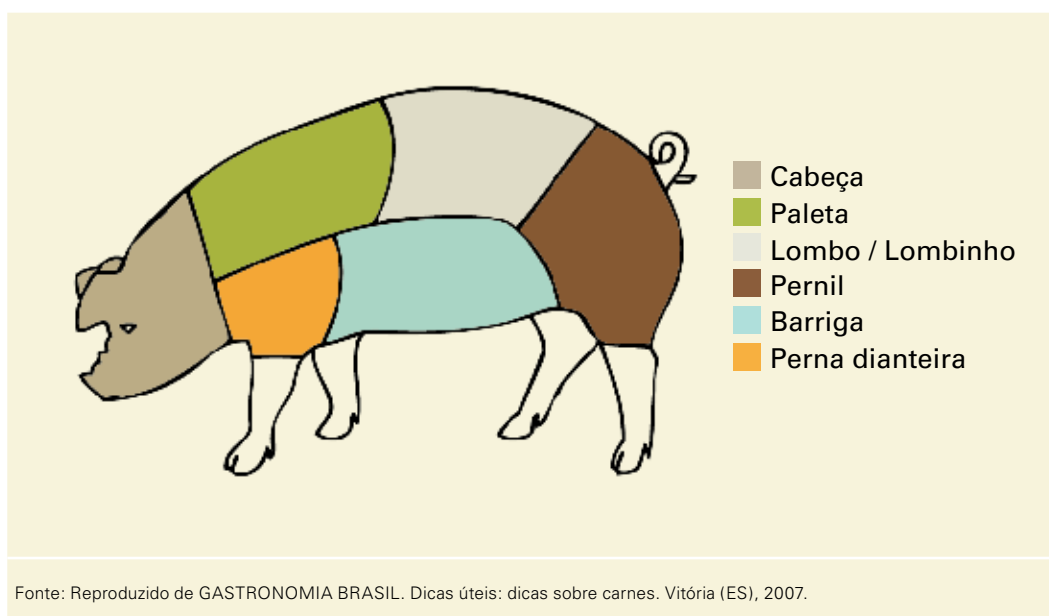 Cabeça
Paleta
Lombo / Lombinho
Pernil
Barriga
Perna dianteira
Fonte: Reproduzido de GASTRONOMIA BRASIL. Dicas úteis: dicas sobre carnes. Vitória (ES), 2007.